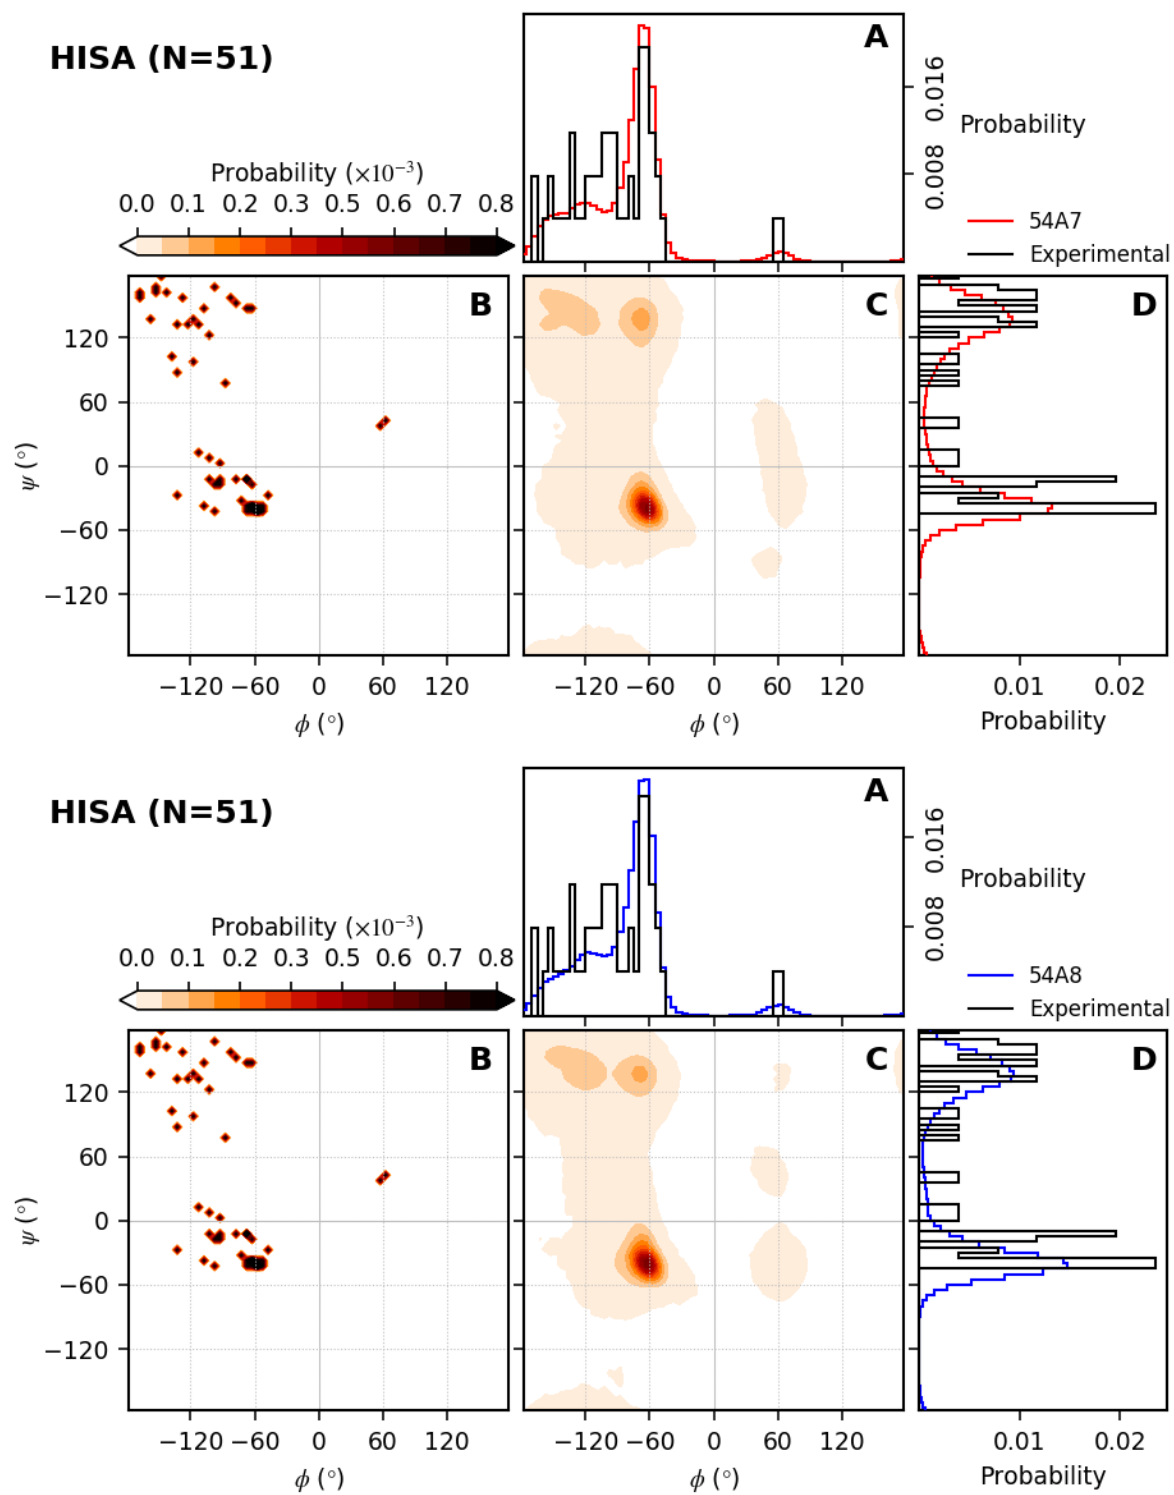 HISA (N=51)
A
0.016
0.008
Probability
Probability (×10⁻³)
0.0 0.1 0.2 0.3 0.4 0.5 0.6 0.7 0.8
54A7
Experimental
B
C
D
120
60
0
−60
−120
ψ (°)
−120 −60 0 60 120
ϕ (°)
−120 −60 0 60 120
ϕ (°)
0.01 0.02
Probability
HISA (N=51)
A
0.016
0.008
Probability
Probability (×10⁻³)
0.0 0.1 0.2 0.3 0.4 0.5 0.6 0.7 0.8
54A8
Experimental
B
C
D
120
60
0
−60
−120
ψ (°)
−120 −60 0 60 120
ϕ (°)
−120 −60 0 60 120
ϕ (°)
0.01 0.02
Probability